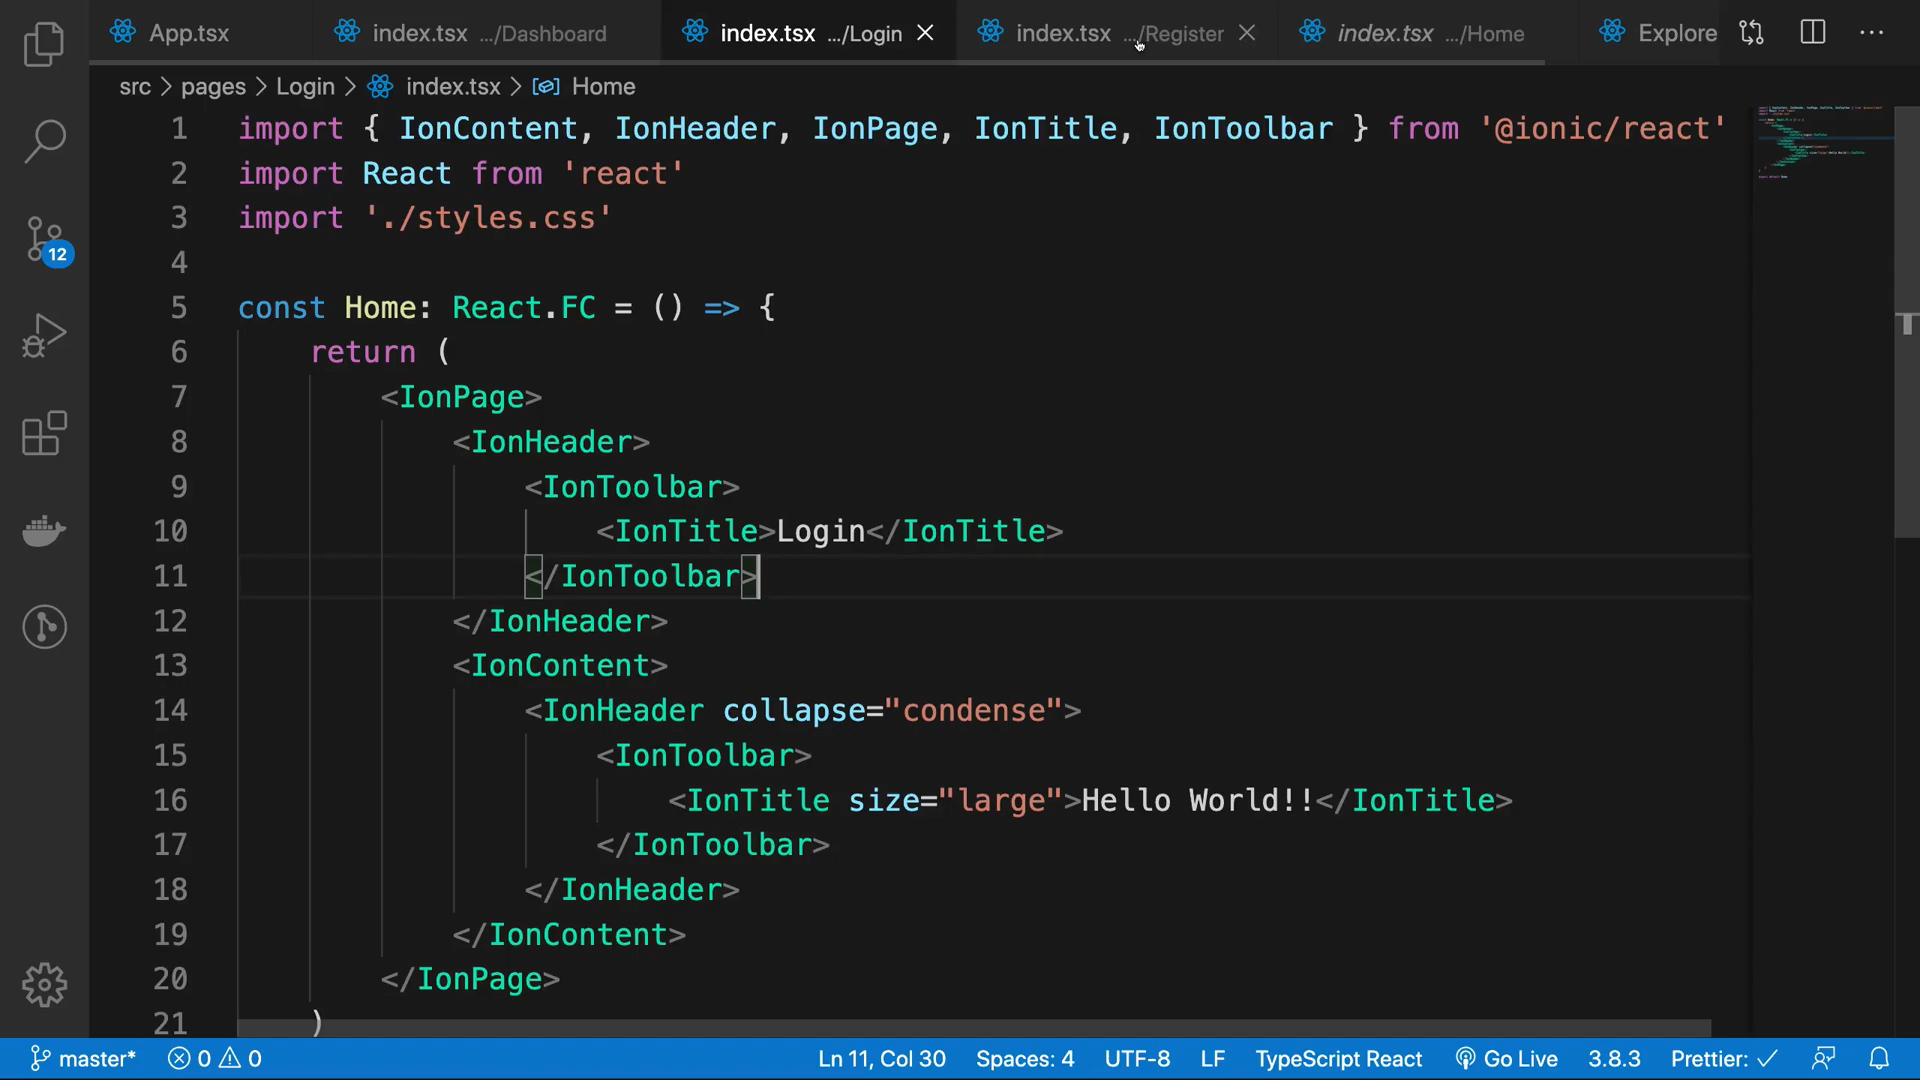 App.tsx
index.tsx .../Dashboard
index.tsx .../Login
index.tsx .../Register
index.tsx .../Home
Explore
src > pages > Login > index.tsx > Home
1 import { IonContent, IonHeader, IonPage, IonTitle, IonToolbar } from '@ionic/react'
2 import React from 'react'
3 import './styles.css'
4
5 const Home: React.FC = () => {
6 return (
7 <IonPage>
8 <IonHeader>
9 <IonToolbar>
10 <IonTitle>Login</IonTitle>
11 </IonToolbar>
12 </IonHeader>
13 <IonContent>
14 <IonHeader collapse="condense">
15 <IonToolbar>
16 <IonTitle size="large">Hello World!!</IonTitle>
17 </IonToolbar>
18 </IonHeader>
19 </IonContent>
20 </IonPage>
21 )
12
master* 0 0 Ln 11, Col 30 Spaces: 4 UTF-8 LF TypeScript React Go Live 3.8.3 Prettier: ✓